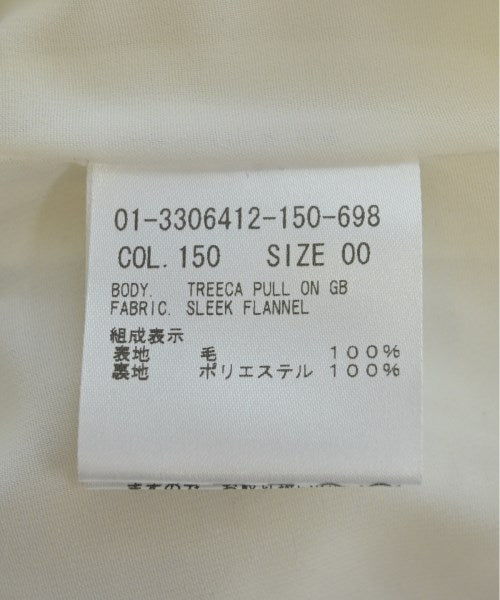 01-3306412-150-698
COL. 150 SIZE 00
BODY. TREECA PULL ON GB
FABRIC. SLEEK FLANNEL
組成表示
表地 毛 100%
裏地 ポリエステル 100%